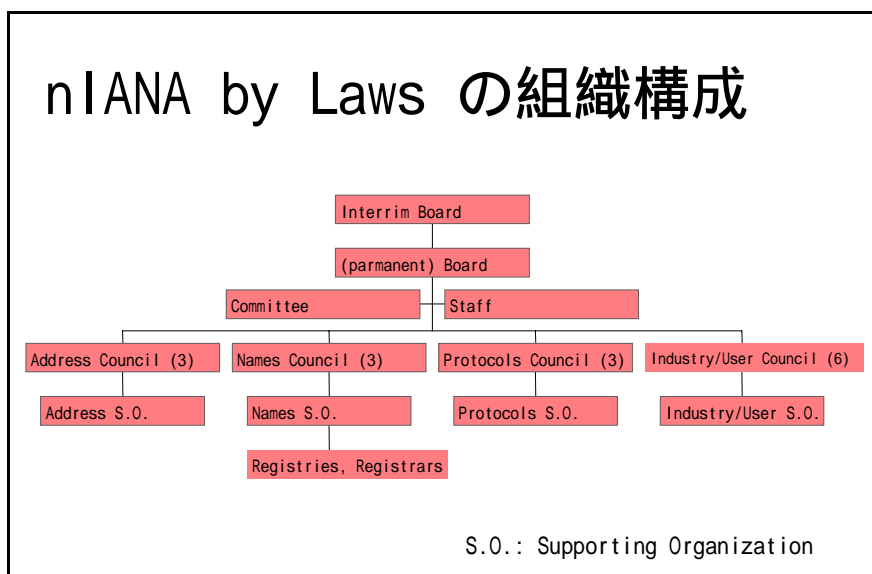 nIANA by Laws の組織構成
Interrim Board
(parmanent) Board
Committee
Staff
Address Council (3)
Names Council (3)
Protocols Council (3)
Industry/User Council (6)
Address S.O.
Names S.O.
Protocols S.O.
Industry/User S.O.
Registries, Registrars
S.O.: Supporting Organization